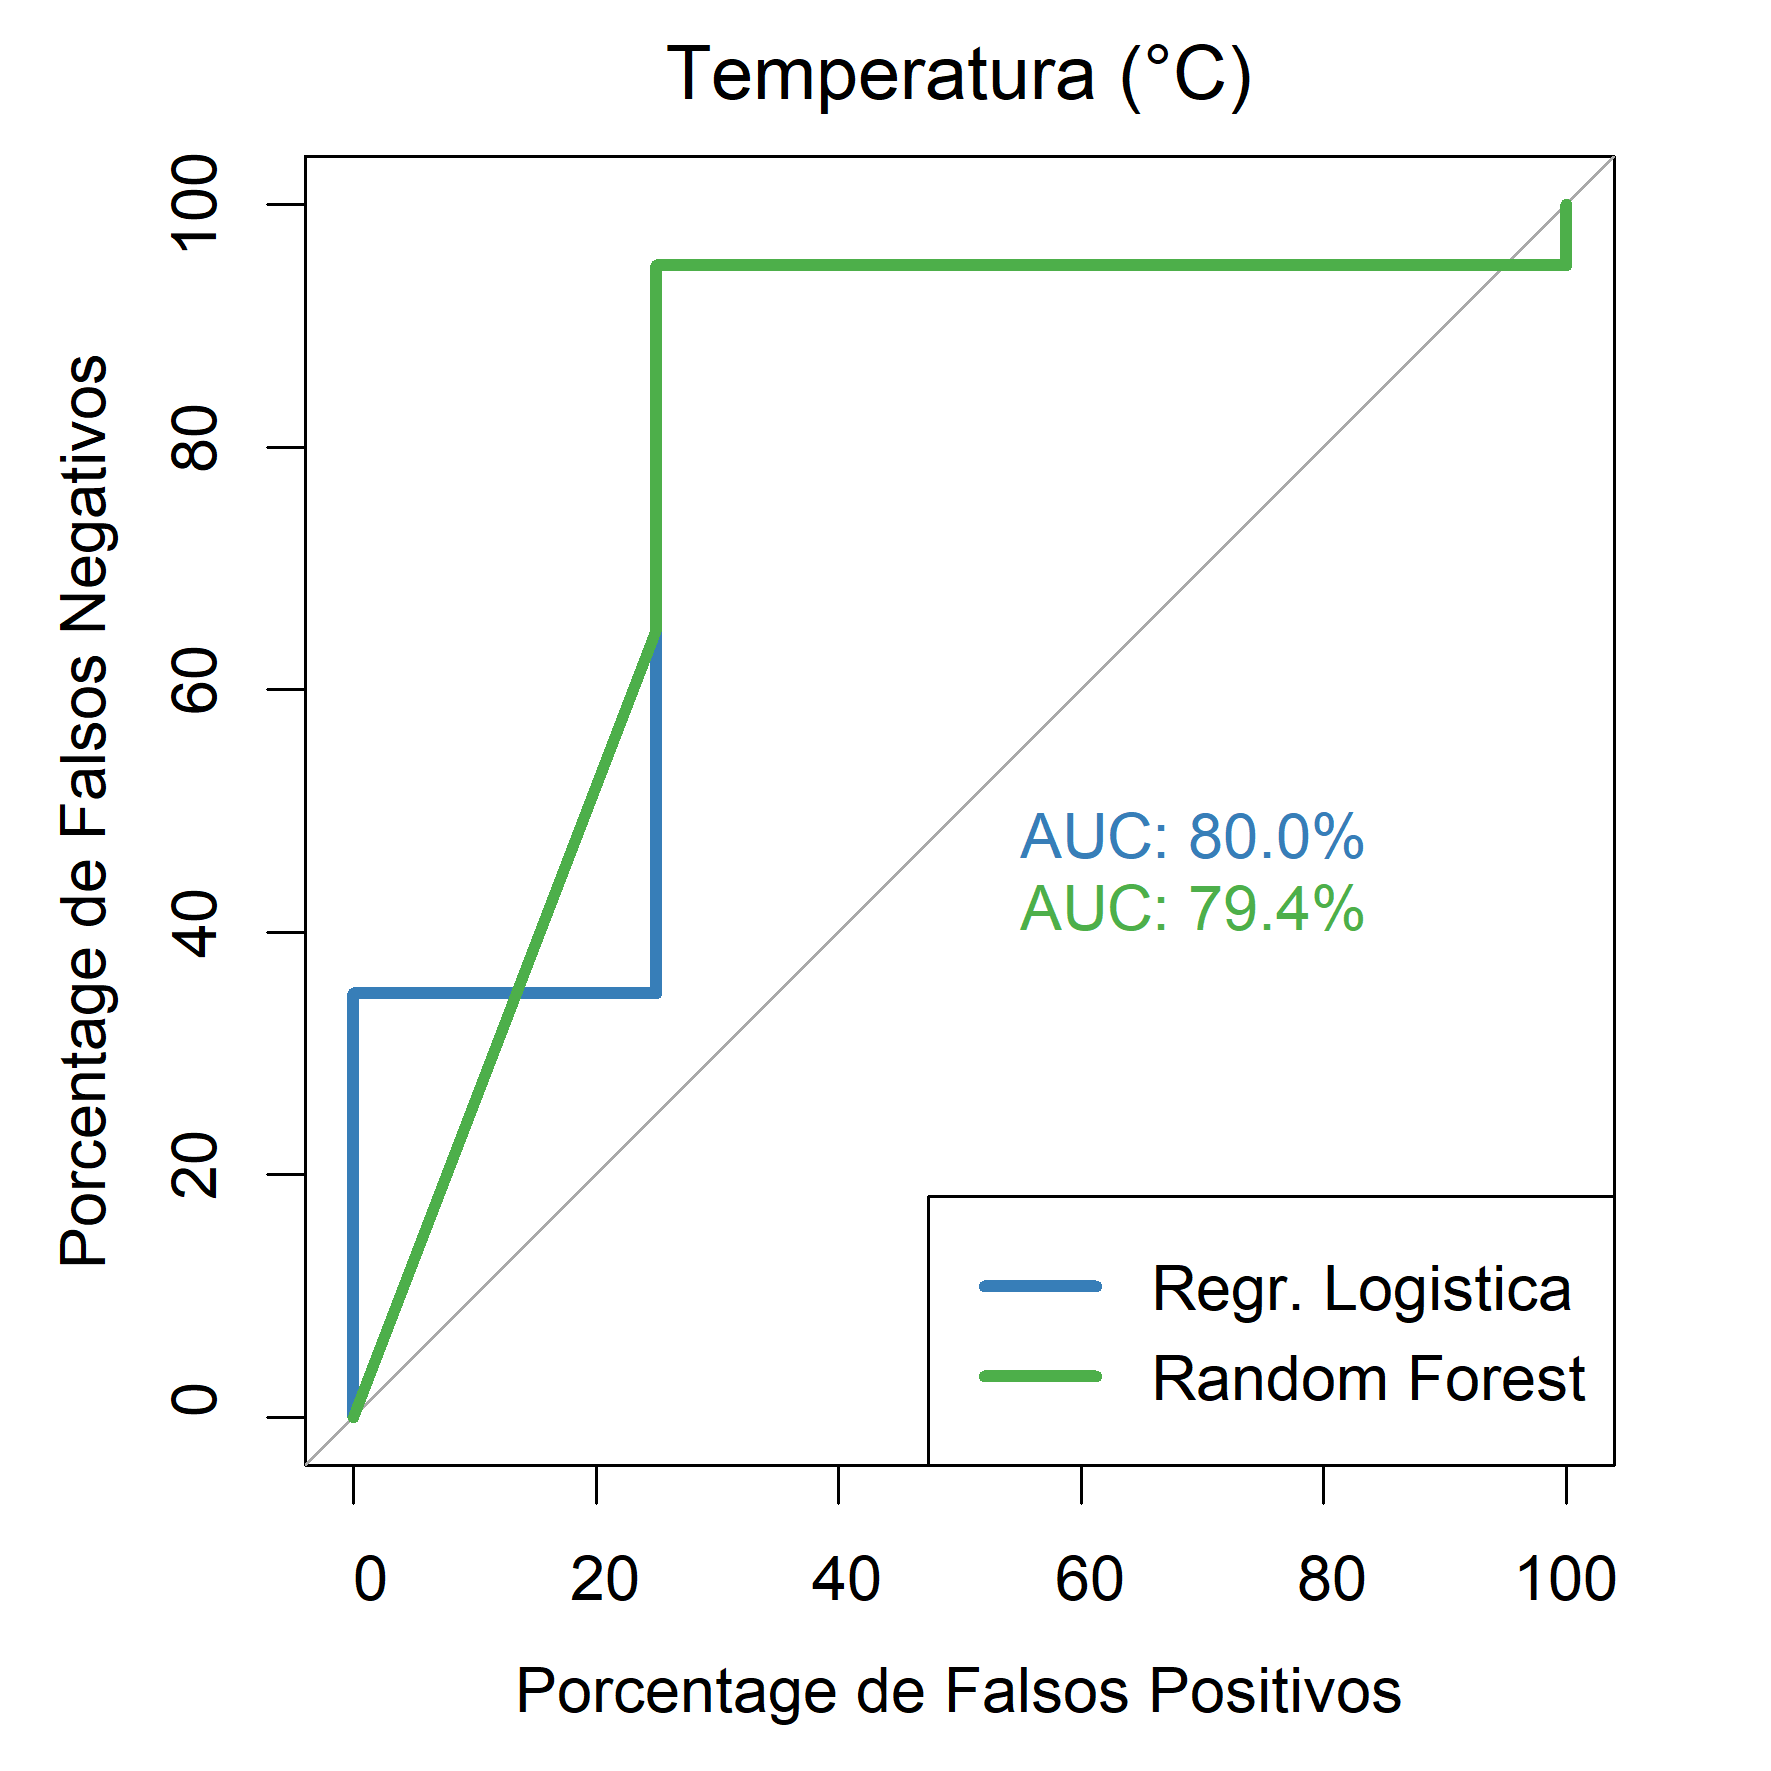 Temperatura (°C)
Porcentage de Falsos Negativos
100
80
60
40
20
0
AUC: 80.0%
AUC: 79.4%
Regr. Logistica
Random Forest
0 20 40 60 80 100
Porcentage de Falsos Positivos